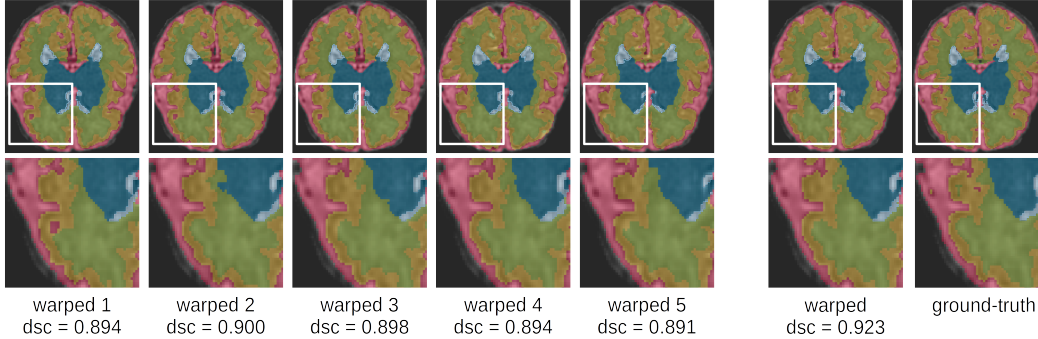 warped 1
dsc = 0.894
warped 2
dsc = 0.900
warped 3
dsc = 0.898
warped 4
dsc = 0.894
warped 5
dsc = 0.891
warped
dsc = 0.923
ground-truth